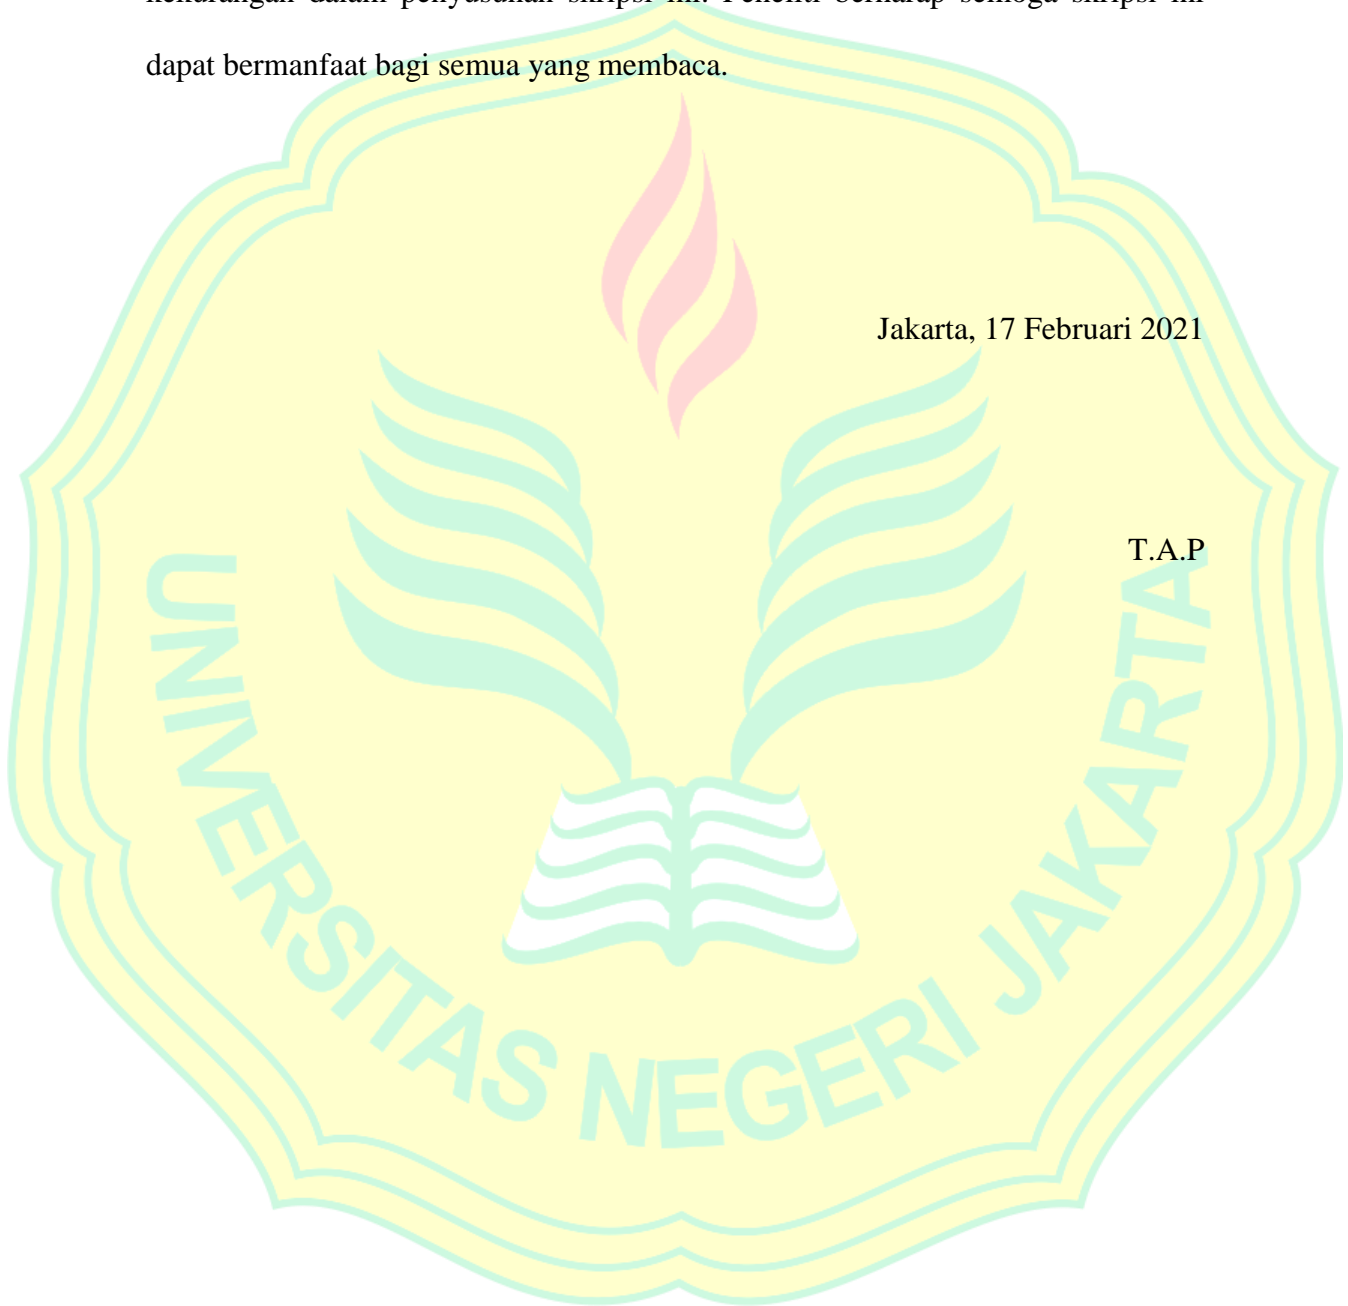 kekurangan dalam penyusunan skripsi ini. Peneliti berharap semoga skripsi ini
dapat bermanfaat bagi semua yang membaca.
Jakarta, 17 Februari 2021
T.A.P
UNIVERSITAS NEGERI JAKARTA